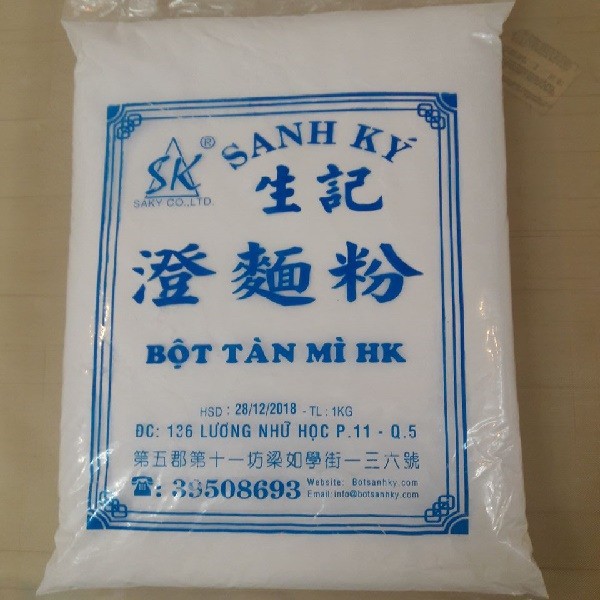 SANH KÝ
SK®
SAKY CO.,LTD.
生記
澄麵粉
BỘT TÀN MÌ HK
HSD : 28/12/2018 - TL : 1KG
ĐC: 136 LƯƠNG NHỮ HỌC P.11 - Q.5
第五郡第十一坊梁如學街一三六號
☎: 39508693
Website: Botsanhky.com
Email: info@botsanhky.com